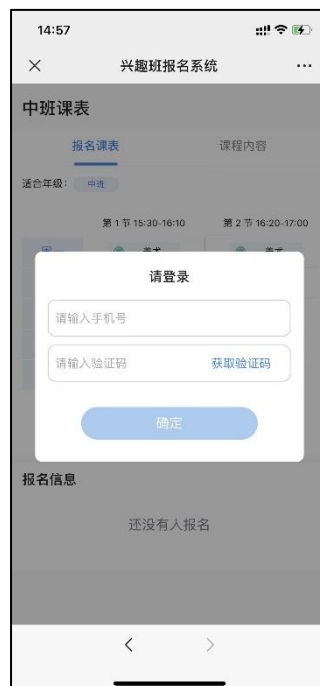 14:57
兴趣班报名系统
中班课表
报名课表
课程内容
适合年级： 中班
第 1 节 15:30-16:10
第 2 节 16:20-17:00
请登录
请输入手机号
请输入验证码
获取验证码
确定
报名信息
还没有人报名